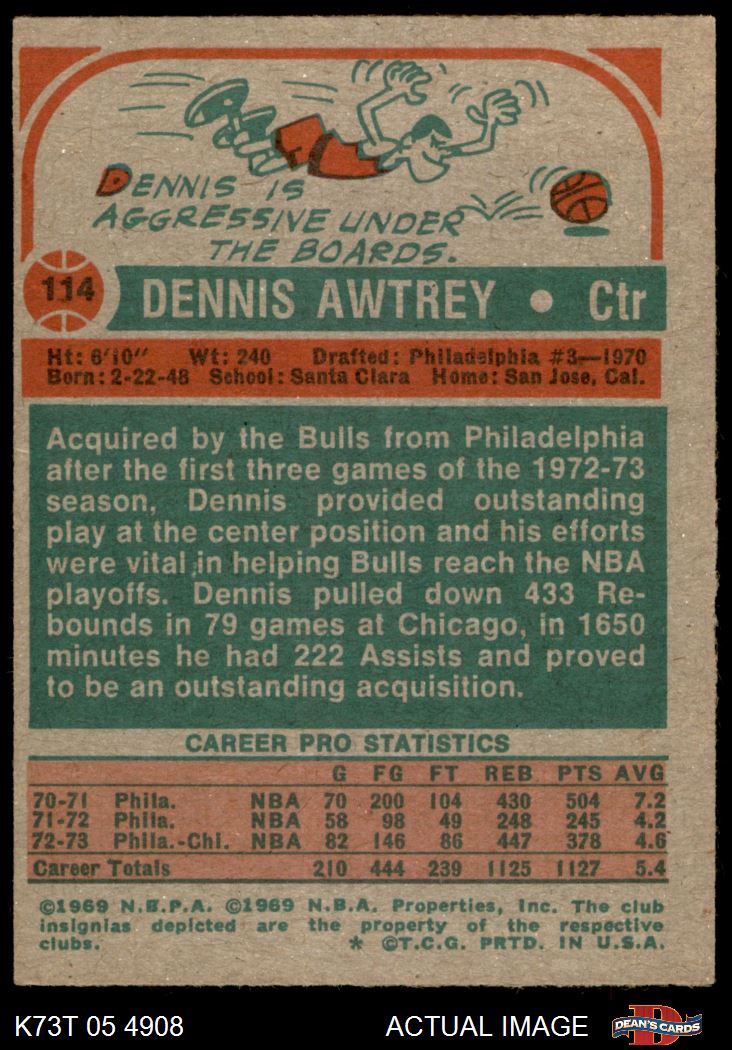 DENNIS IS
AGGRESSIVE UNDER
THE BOARDS.
114 DENNIS AWTREY • Ctr
Ht: 6'10" Wt: 240 Drafted: Philadelphia #3—1970
Born: 2-22-48 School: Santa Clara Home: San Jose, Cal.
Acquired by the Bulls from Philadelphia
after the first three games of the 1972-73
season, Dennis provided outstanding
play at the center position and his efforts
were vital in helping Bulls reach the NBA
playoffs. Dennis pulled down 433 Re-
bounds in 79 games at Chicago, in 1650
minutes he had 222 Assists and proved
to be an outstanding acquisition.
CAREER PRO STATISTICS
G FG FT REB PTS AVG
70-71 Phila. NBA 70 200 104 430 504 7.2
71-72 Phila. NBA 58 98 49 248 245 4.2
72-73 Phila.-Chi. NBA 82 146 86 447 378 4.6
Career Totals 210 444 239 1125 1127 5.4
©1969 N.B.P.A. ©1969 N.B.A. Properties, Inc. The club
insignias depicted are the property of the respective
clubs. * ©T.C.G. PRTD. IN U.S.A.
K73T 05 4908 ACTUAL IMAGE D DEAN'S CARDS